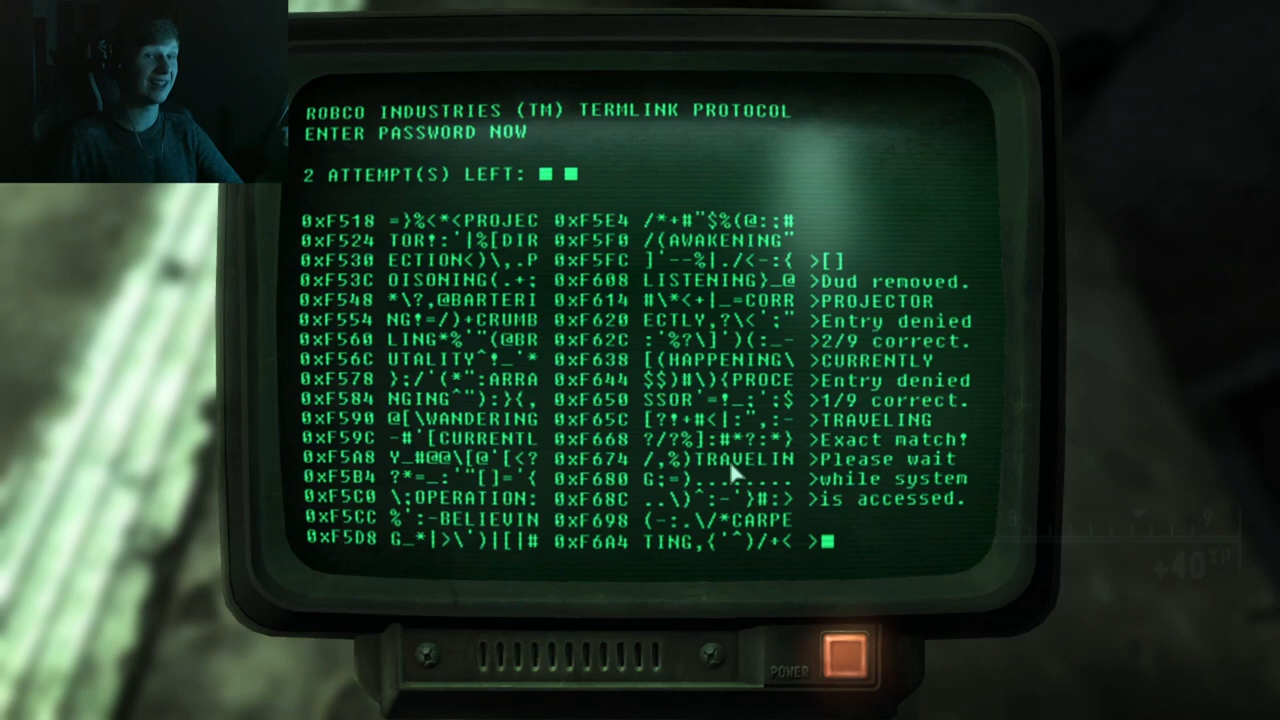 ROBCO INDUSTRIES (TM) TERMLINK PROTOCOL
ENTER PASSWORD NOW
2 ATTEMPT(S) LEFT: ■ ■
0xF518 =}%<*<PROJEC 0xF5E4 /*+#"$%(@:;#
0xF524 TOR!:'|%[DIR 0xF5F0 /(AWAKENING"
0xF530 ECTION<)\,.P 0xF5FC ]'--%|./<-:{ >[]
0xF53C OISONING(.+; 0xF608 LISTENING}_@ >Dud removed.
0xF548 *\?,@BARTERI 0xF614 #\*<+|_=CORR >PROJECTOR
0xF554 NG!=/)+CRUMB 0xF620 ECTLY,?\<';" >Entry denied
0xF560 LING*%'"(@BR 0xF62C :'%?\]')(:_- >2/9 correct.
0xF56C UTALITY^!_'* 0xF638 [(HAPPENING\ >CURRENTLY
0xF578 };/'(*":ARRA 0xF644 $$)#\){PROCE >Entry denied
0xF584 NGING^"):}{, 0xF650 SSOR'=!_;':$ >1/9 correct.
0xF590 @[\WANDERING 0xF65C [?!+#<|:",:- >TRAVELING
0xF59C -#'[CURRENTL 0xF668 ?/?%]:#*?:*} >Exact match!
0xF5A8 Y_#@@\[@'[<? 0xF674 /,%)TRAVELIN >Please wait
0xF5B4 ?*=_:'"[]='{ 0xF680 G;=)........ >while system
0xF5C0 \;OPERATION: 0xF68C ..\)^:-'}#:> >is accessed.
0xF5CC %':-BELIEVIN 0xF698 (-:.\/*CARPE
0xF5D8 G_*|>\')|[|# 0xF6A4 TING,{'^)/+< >■
+40 XP
POWER